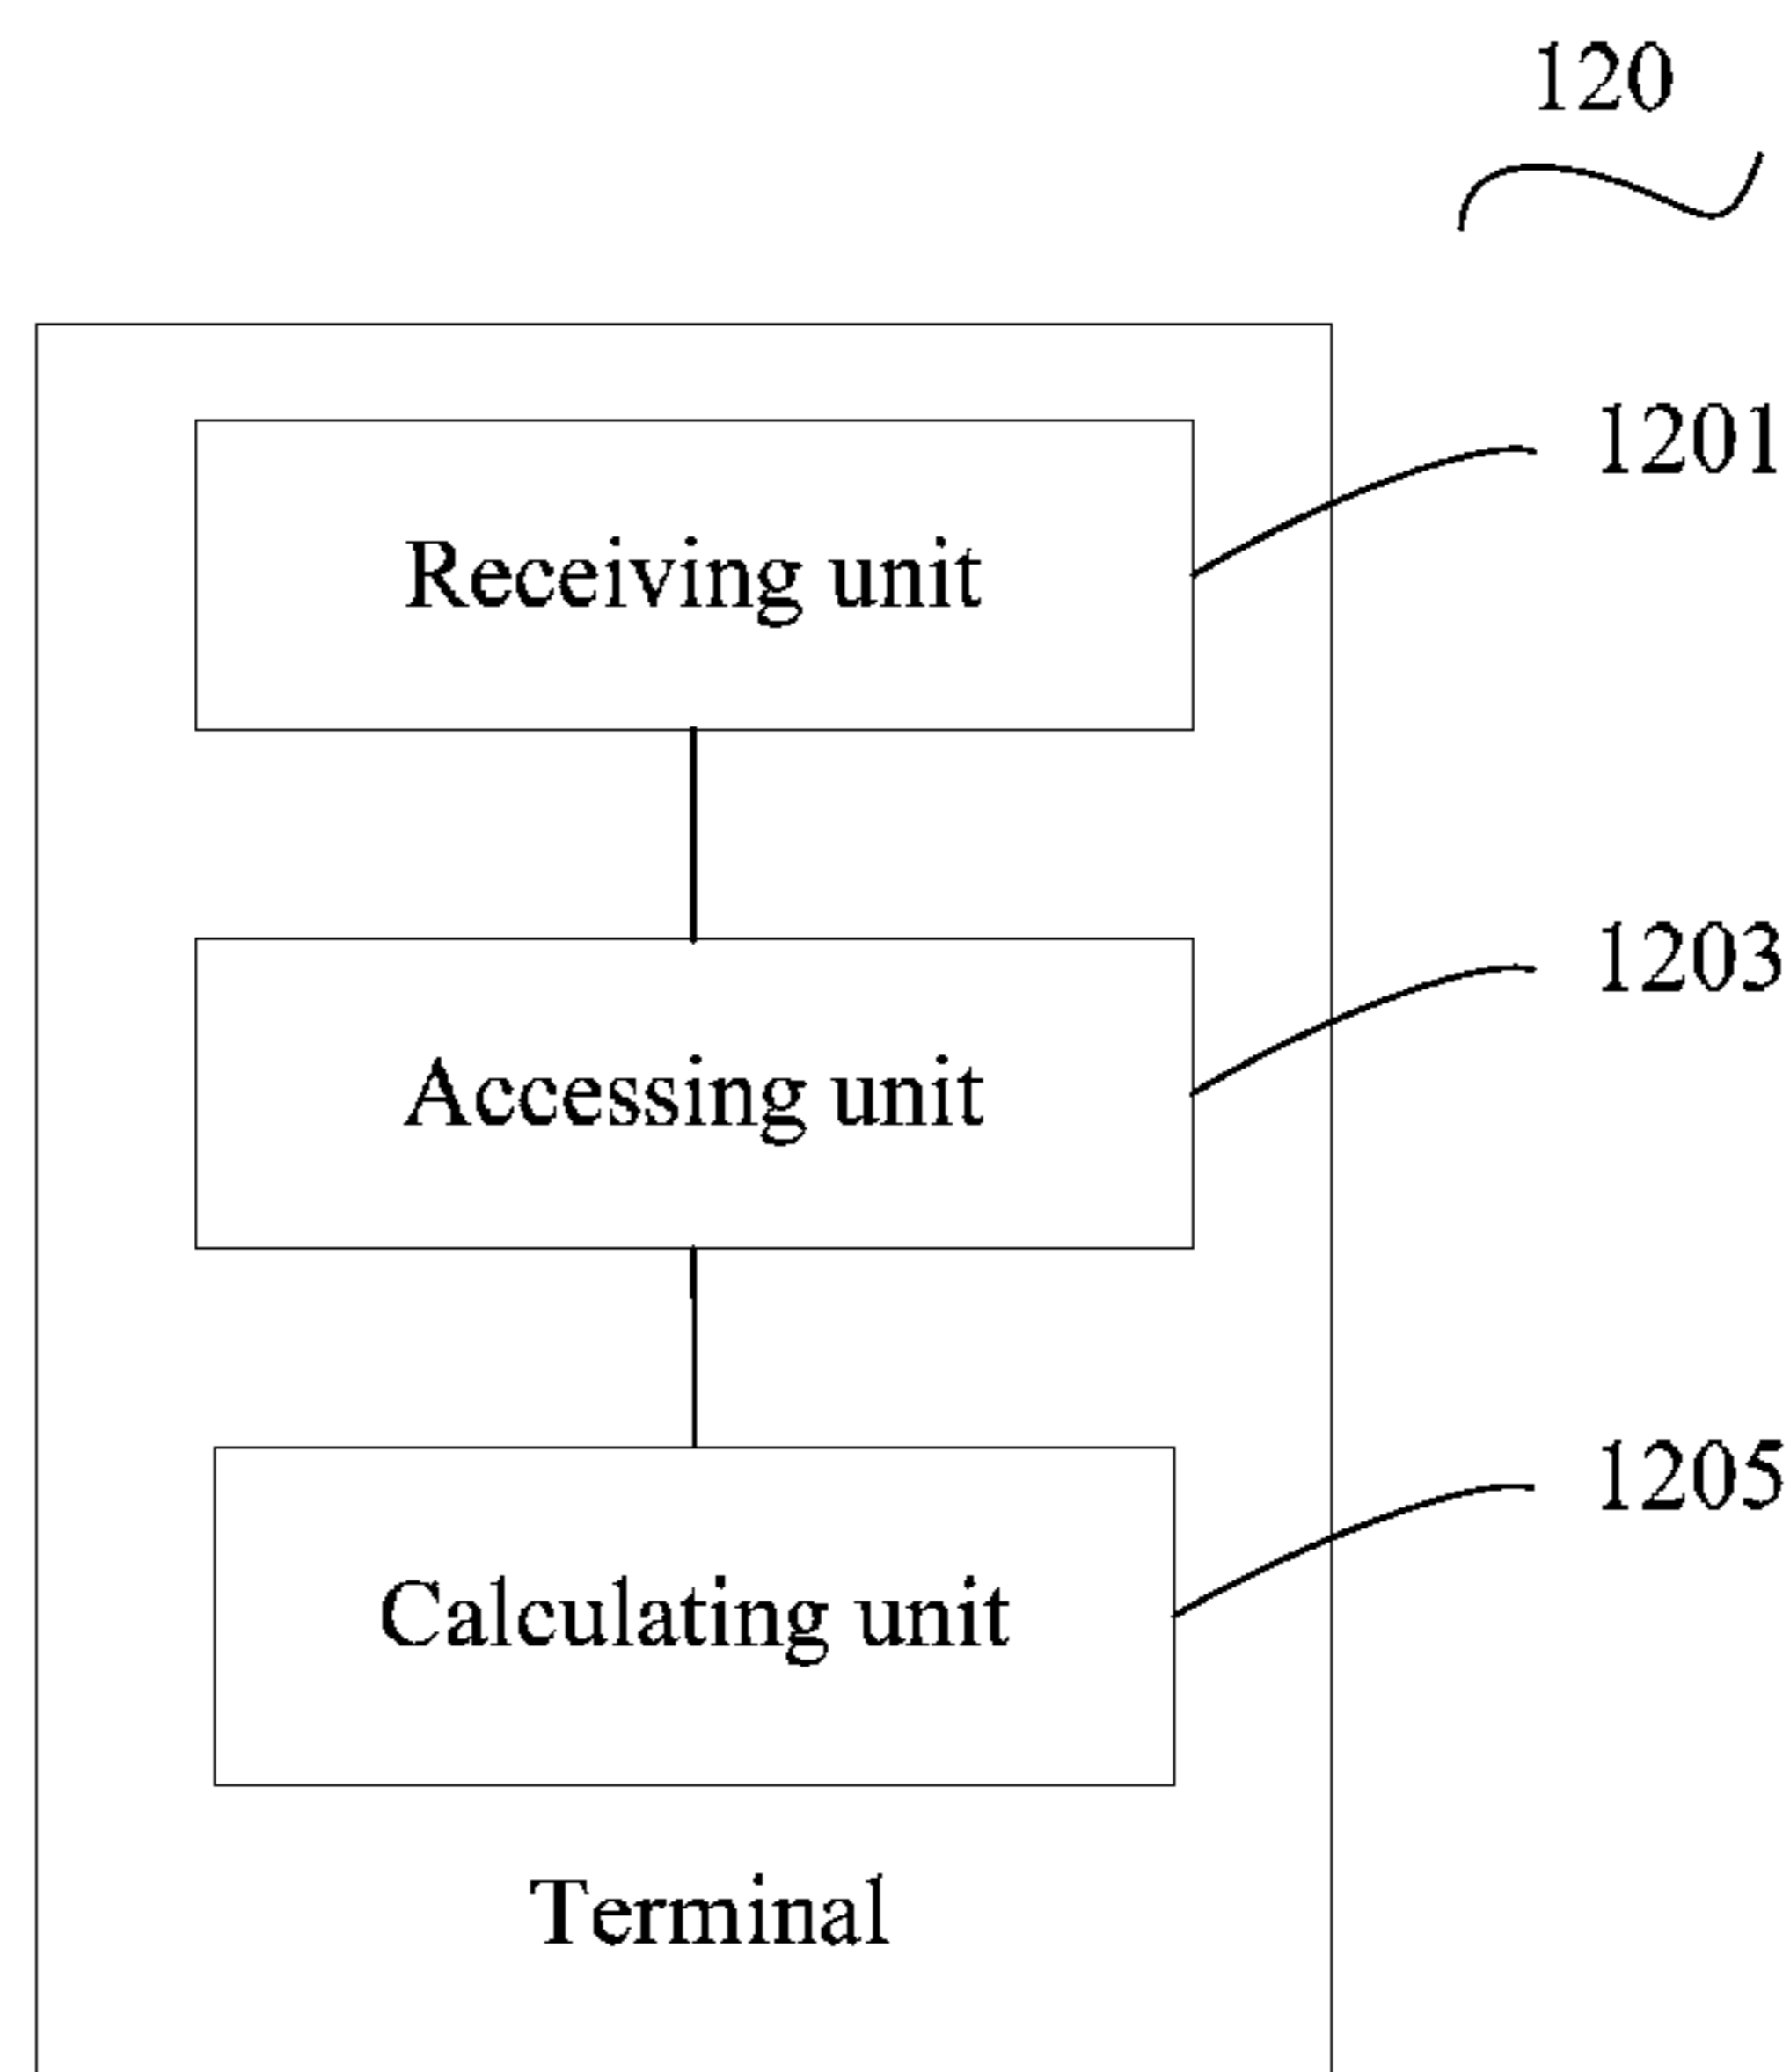 120
Receiving unit
1201
Accessing unit
1203
Calculating unit
1205
Terminal